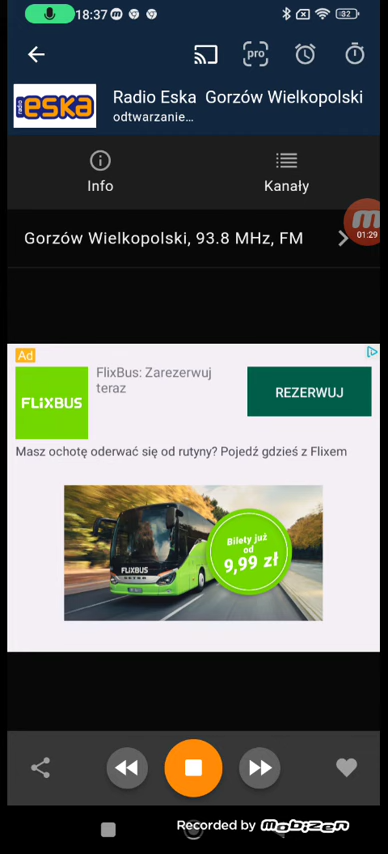 18:37
32
pro
radio eska
Radio Eska Gorzów Wielkopolski
odtwarzanie...
Info
Kanały
Gorzów Wielkopolski, 93.8 MHz, FM
01:29
Ad
FLiXBUS
FlixBus: Zarezerwuj
teraz
REZERWUJ
Masz ochotę oderwać się od rutyny? Pojedź gdzieś z Flixem
FLiXBUS
Bilety już
od
9,99 zł
Recorded by Mobizen